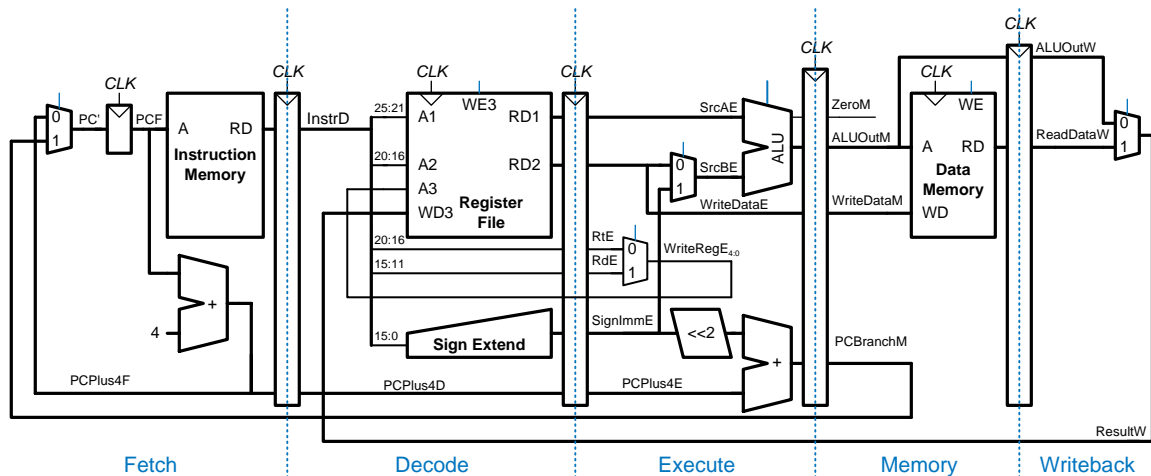 CLK
ALUOutW
CLK
CLK
CLK
CLK
CLK
CLK
0
1
PC'
PCF
A
RD
Instruction
Memory
InstrD
25:21
A1
WE3
RD1
SrcAE
ZeroM
A
WE
RD
ReadDataW
0
1
20:16
A2
RD2
0
1
SrcBE
ALU
ALUOutM
Data
Memory
A3
WD3
Register
File
WriteDataE
WriteDataM
WD
20:16
RtE
0
WriteRegE4:0
15:11
RdE
1
+
4
15:0
Sign Extend
SignImmE
<<2
+
PCBranchM
PCPlus4F
PCPlus4D
PCPlus4E
ResultW
Fetch
Decode
Execute
Memory
Writeback